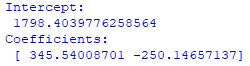 Intercept:
1798.4039776258564
Coefficients:
[ 345.54008701 -250.14657137]